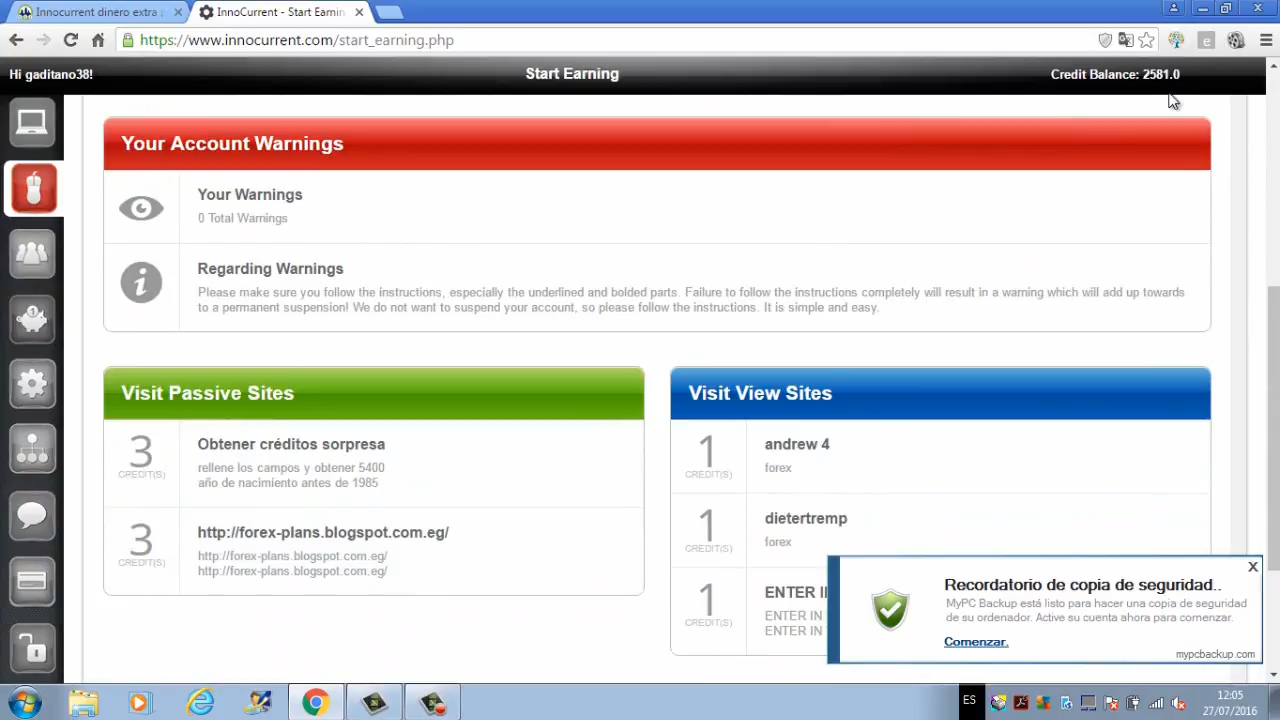 Innocurrent dinero extra
InnoCurrent - Start Earnin
https://www.innocurrent.com/start_earning.php
Hi gaditano38!
Start Earning
Credit Balance: 2581.0
Your Account Warnings
Your Warnings
0 Total Warnings
Regarding Warnings
Please make sure you follow the instructions, especially the underlined and bolded parts. Failure to follow the instructions completely will result in a warning which will add up towards
to a permanent suspension! We do not want to suspend your account, so please follow the instructions. It is simple and easy.
Visit Passive Sites
3
CREDIT(S)
Obtener créditos sorpresa
rellene los campos y obtener 5400
año de nacimiento antes de 1985
3
CREDIT(S)
http://forex-plans.blogspot.com.eg/
http://forex-plans.blogspot.com.eg/
http://forex-plans.blogspot.com.eg/
Visit View Sites
1
CREDIT(S)
andrew 4
forex
1
CREDIT(S)
dietertremp
forex
1
CREDIT(S)
ENTER I
ENTER IN
ENTER IN
Recordatorio de copia de seguridad..
X
MyPC Backup está listo para hacer una copia de seguridad
de su ordenador. Active su cuenta ahora para comenzar.
Comenzar.
mypcbackup.com
ES
12:05
27/07/2016